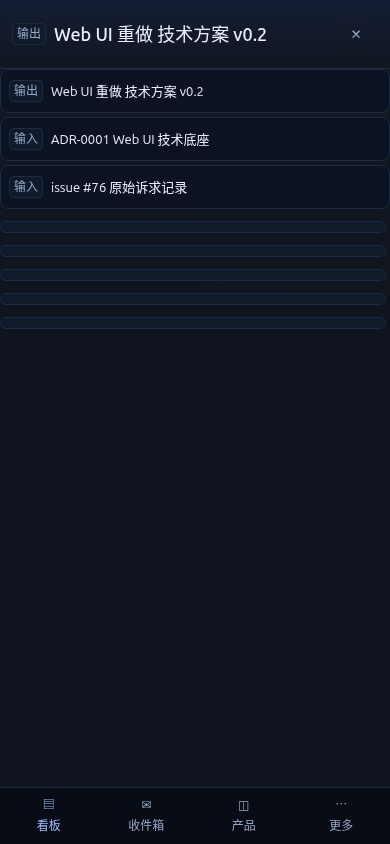 输出 Web UI 重做 技术方案 v0.2 ×
输出 Web UI 重做 技术方案 v0.2
输入 ADR-0001 Web UI 技术底座
输入 issue #76 原始诉求记录
看板 收件箱 产品 更多